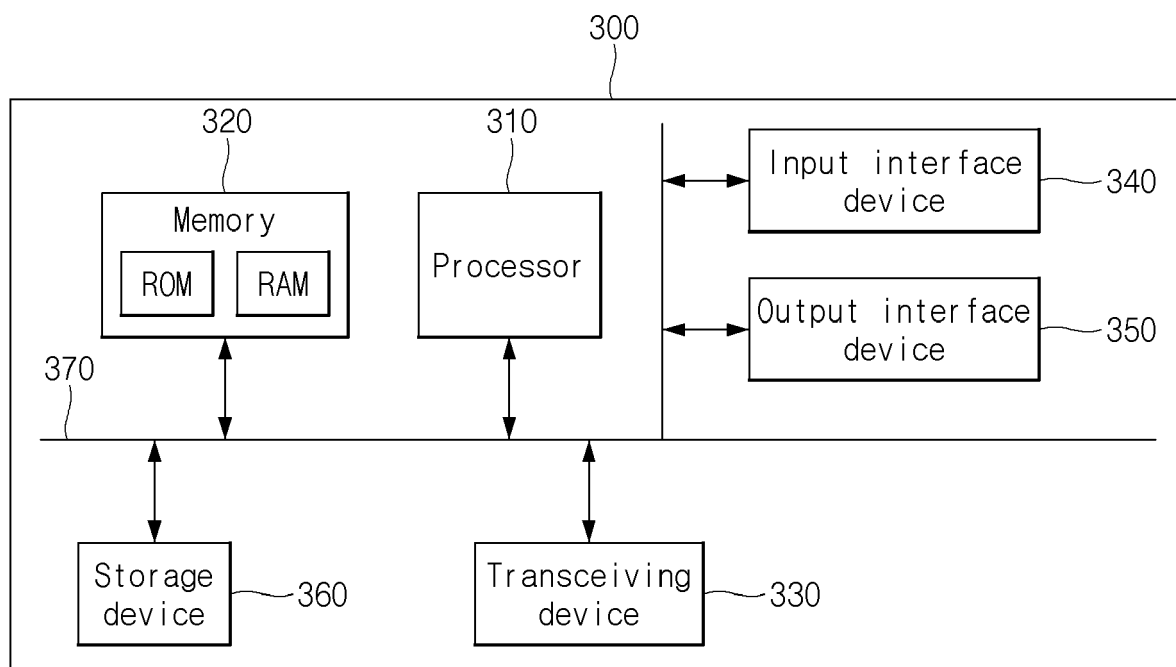 300
320
310
Memory
ROM
RAM
Processor
Input interface
device
340
Output interface
device
350
370
Storage
device
360
Transceiving
device
330